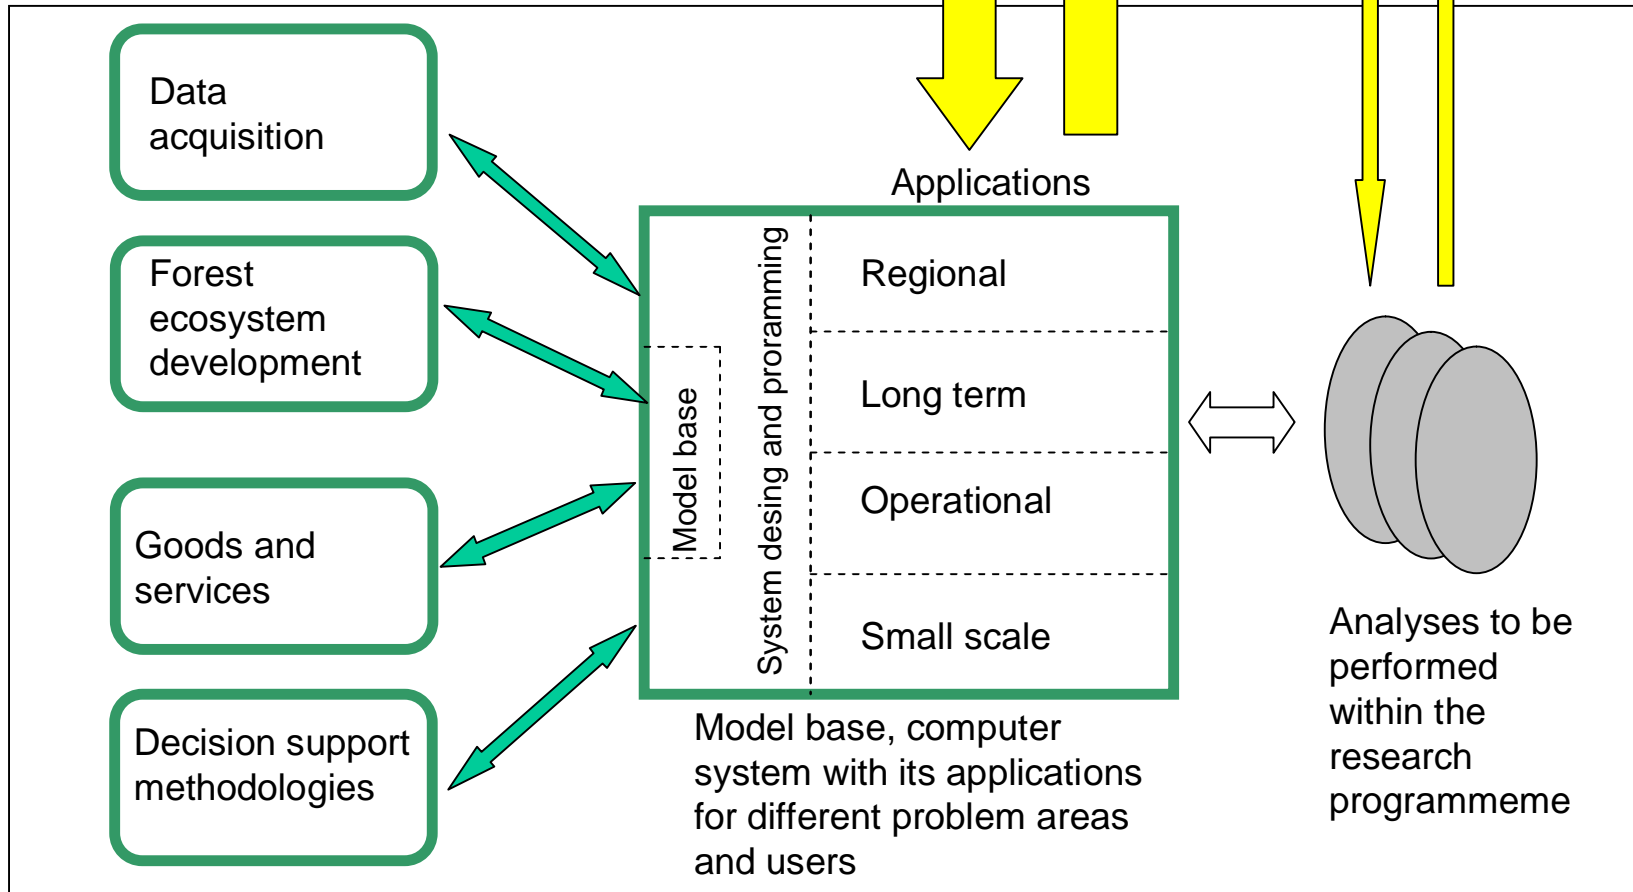 Data
acquisition
Forest
ecosystem
development
Goods and
services
Decision support
methodologies
Applications
Model base
System desing and proramming
Regional
Long term
Operational
Small scale
Model base, computer
system with its applications
for different problem areas
and users
Analyses to be
performed
within the
research
programmeme